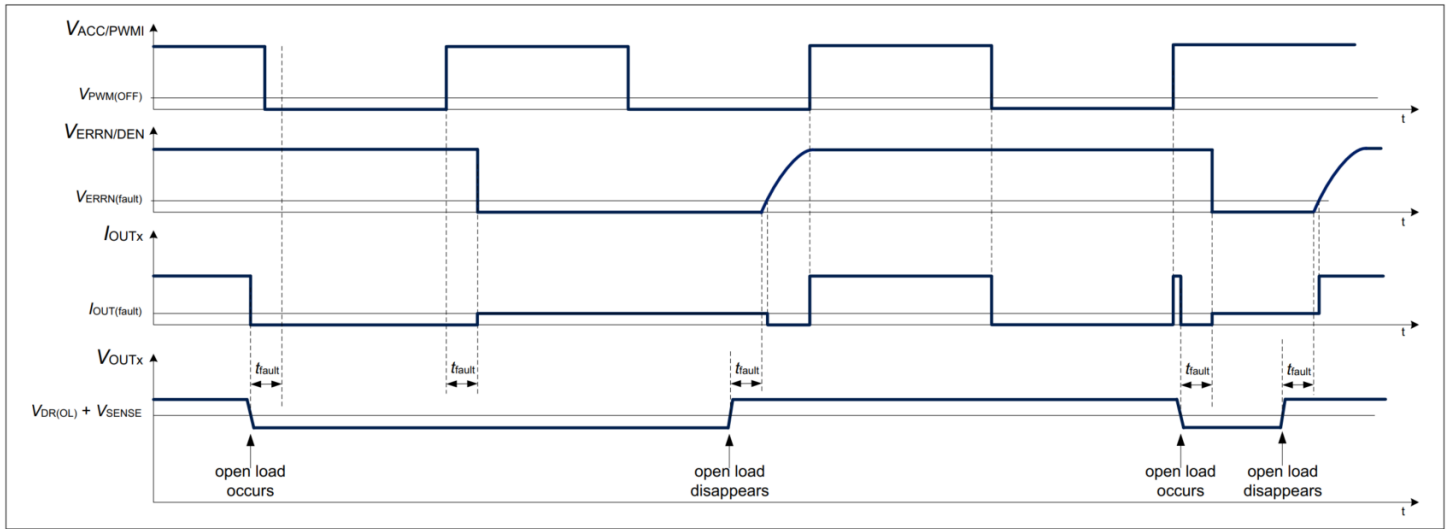 VACC/PWMI
VPWM(OFF)
t
VERRN/DEN
VERRN(fault)
t
IOUTx
IOUT(fault)
t
VOUTx
tfault
tfault
tfault
tfault
tfault
VDR(OL) + VSENSE
open load
occurs
open load
disappears
open load
occurs
open load
disappears
t